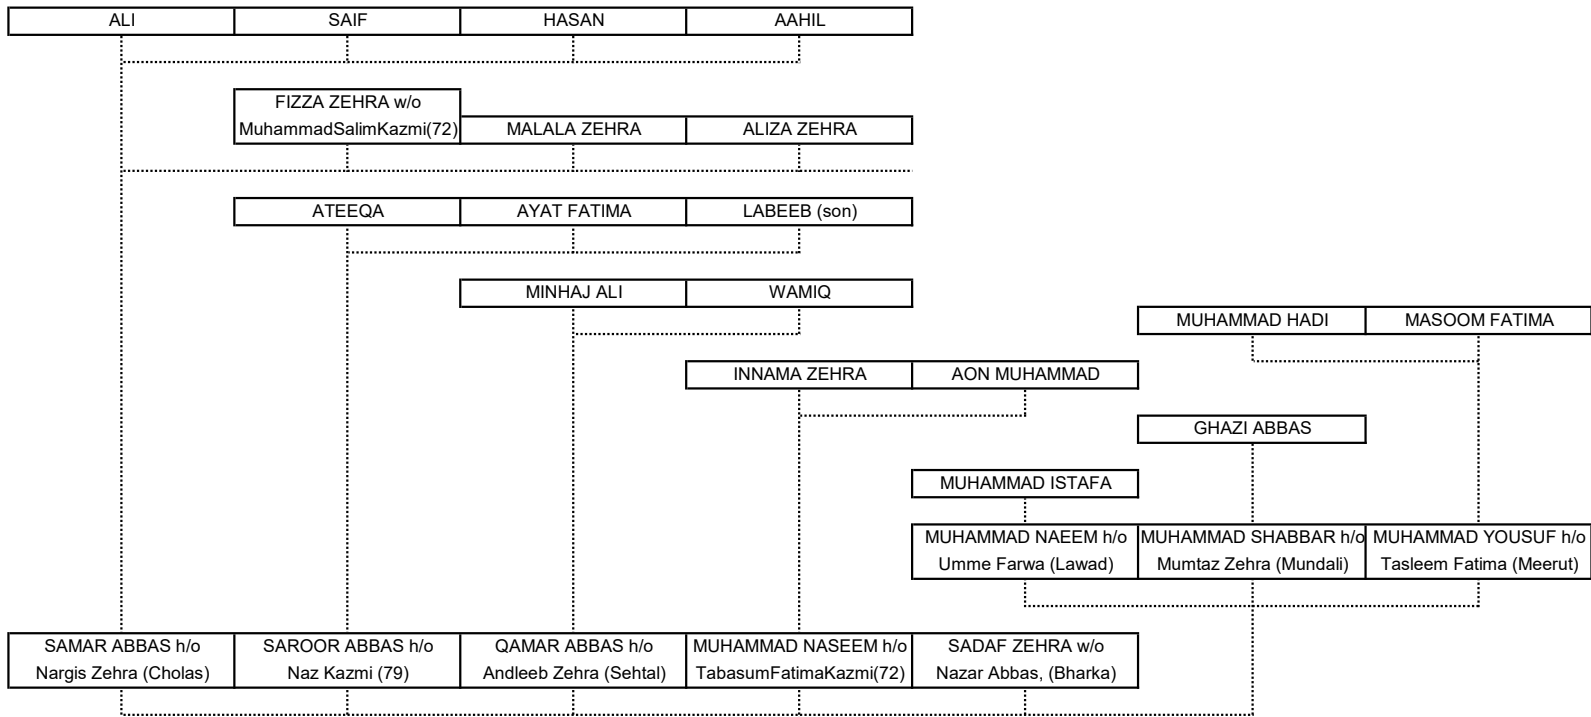 ALI
SAIF
HASAN
AAHIL
FIZZA ZEHRA w/o
MuhammadSalimKazmi(72)
MALALA ZEHRA
ALIZA ZEHRA
ATEEQA
AYAT FATIMA
LABEEB (son)
MINHAJ ALI
WAMIQ
MUHAMMAD HADI
MASOOM FATIMA
INNAMA ZEHRA
AON MUHAMMAD
GHAZI ABBAS
MUHAMMAD ISTAFA
MUHAMMAD NAEEM h/o
Umme Farwa (Lawad)
MUHAMMAD SHABBAR h/o
Mumtaz Zehra (Mundali)
MUHAMMAD YOUSUF h/o
Tasleem Fatima (Meerut)
SAMAR ABBAS h/o
Nargis Zehra (Cholas)
SAROOR ABBAS h/o
Naz Kazmi (79)
QAMAR ABBAS h/o
Andleeb Zehra (Sehtal)
MUHAMMAD NASEEM h/o
TabasumFatimaKazmi(72)
SADAF ZEHRA w/o
Nazar Abbas, (Bharka)